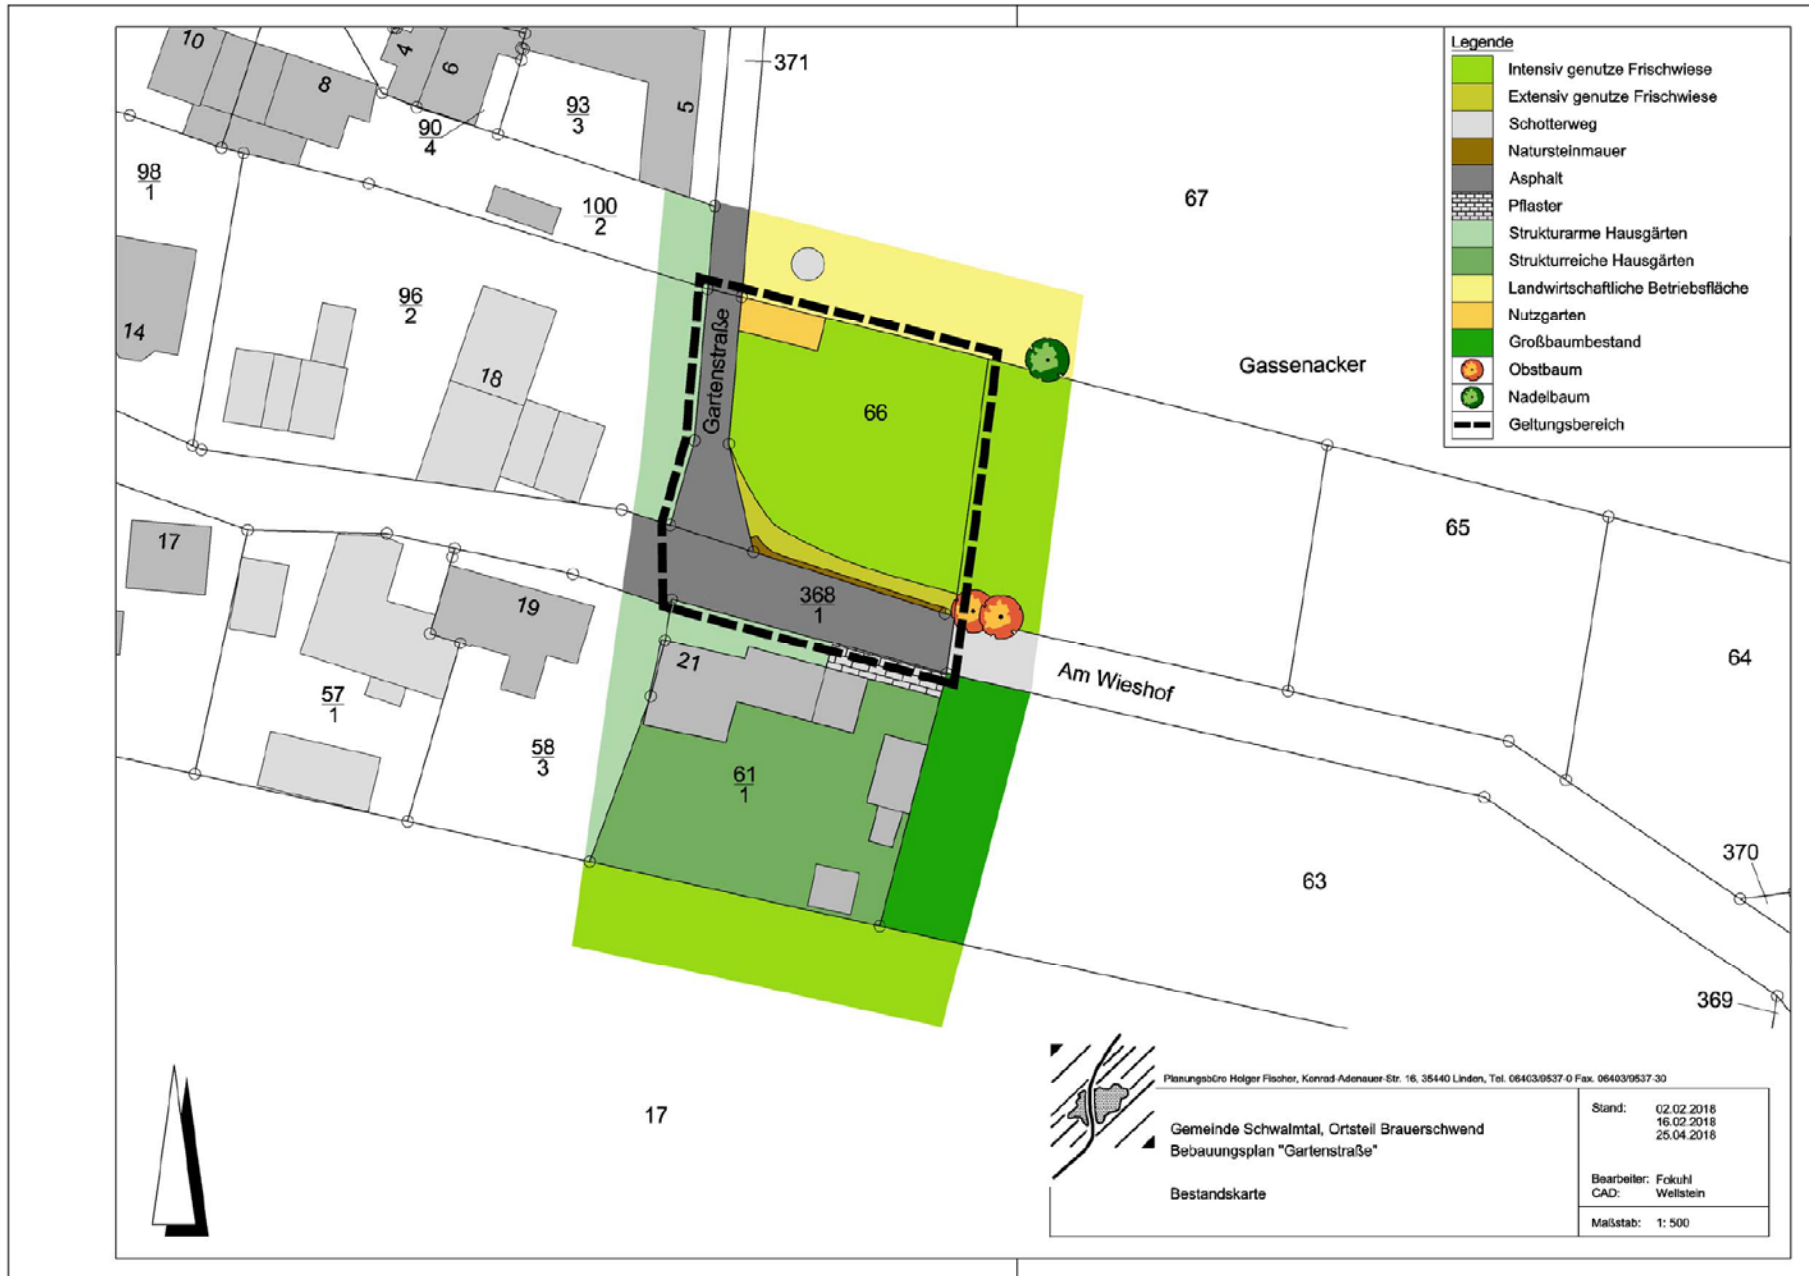 Legende
Intensiv genutze Frischwiese
Extensiv genutze Frischwiese
Schotterweg
Natursteinmauer
Asphalt
Pflaster
Strukturarme Hausgärten
Strukturreiche Hausgärten
Landwirtschaftliche Betriebsfläche
Nutzgarten
Großbaumbestand
Obstbaum
Nadelbaum
Geltungsbereich
10
8
4
6
5
371
93
3
90
4
98
1
100
2
67
96
2
14
18
Gartenstraße
66
Gassenacker
65
64
17
19
368
1
21
Am Wieshof
57
1
58
3
61
1
63
370
369
17
Planungsbüro Holger Fischer, Konrad-Adenauer-Str. 16, 35440 Linden, Tel. 06403/9537-0 Fax. 06403/9537-30
Gemeinde Schwalmtal, Ortsteil Brauerschwend
Bebauungsplan "Gartenstraße"
Bestandskarte
Stand: 02.02.2018
16.02.2018
25.04.2018
Bearbeiter: Fokuhl
CAD: Wellstein
Maßstab: 1: 500